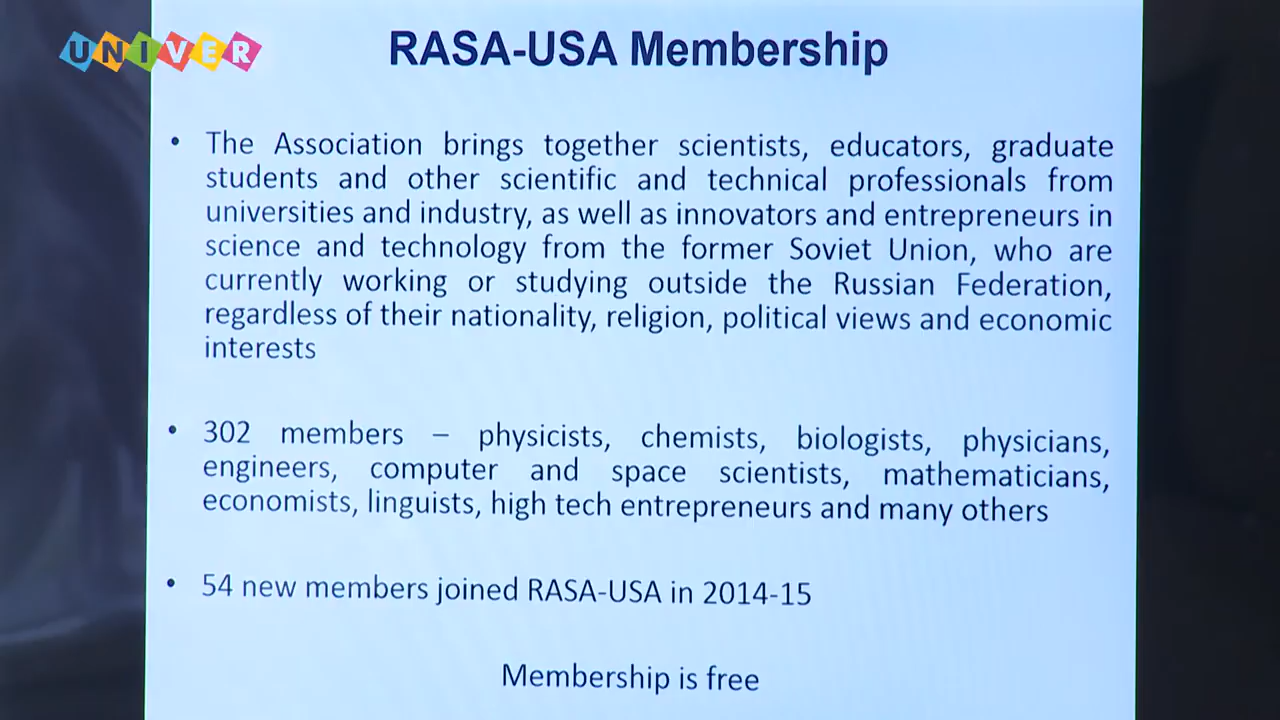 UNIVER
RASA-USA Membership
• The Association brings together scientists, educators, graduate
students and other scientific and technical professionals from
universities and industry, as well as innovators and entrepreneurs in
science and technology from the former Soviet Union, who are
currently working or studying outside the Russian Federation,
regardless of their nationality, religion, political views and economic
interests
• 302 members – physicists, chemists, biologists, physicians,
engineers, computer and space scientists, mathematicians,
economists, linguists, high tech entrepreneurs and many others
• 54 new members joined RASA-USA in 2014-15
Membership is free